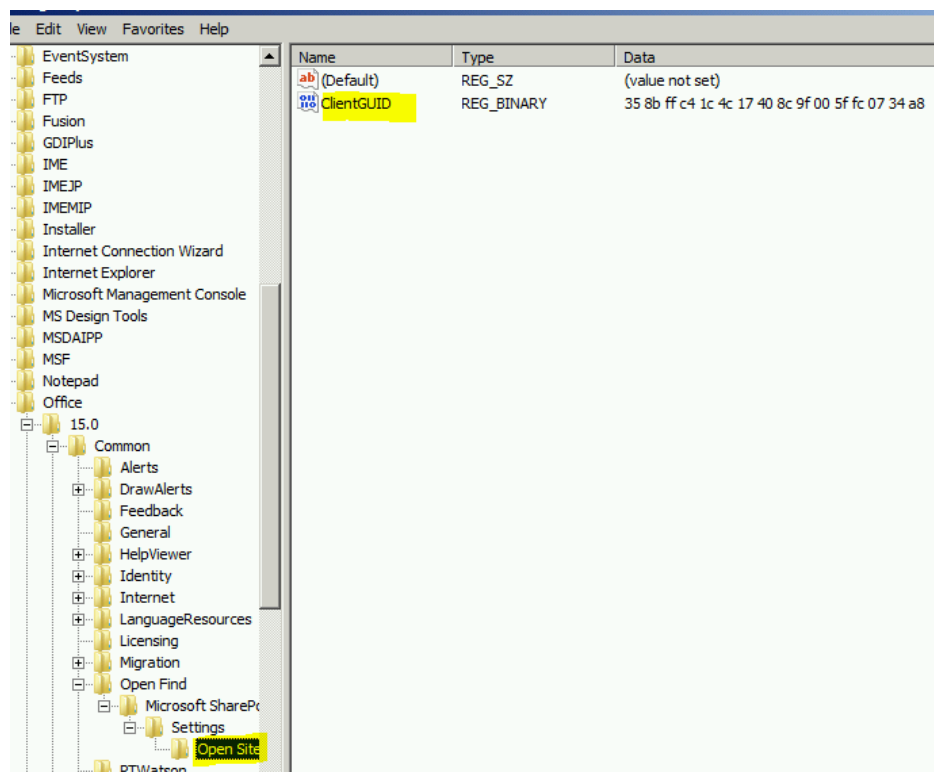 le Edit View Favorites Help
EventSystem
Feeds
FTP
Fusion
GDIPlus
IME
IMEJP
IMEMIP
Installer
Internet Connection Wizard
Internet Explorer
Microsoft Management Console
MS Design Tools
MSDAIPP
MSF
Notepad
Office
15.0
Common
Alerts
DrawAlerts
Feedback
General
HelpViewer
Identity
Internet
LanguageResources
Licensing
Migration
Open Find
Microsoft SharePo
Settings
Open Site
PTWatson
Name Type Data
(Default) REG_SZ (value not set)
ClientGUID REG_BINARY 35 8b ff c4 1c 4c 17 40 8c 9f 00 5f fc 07 34 a8